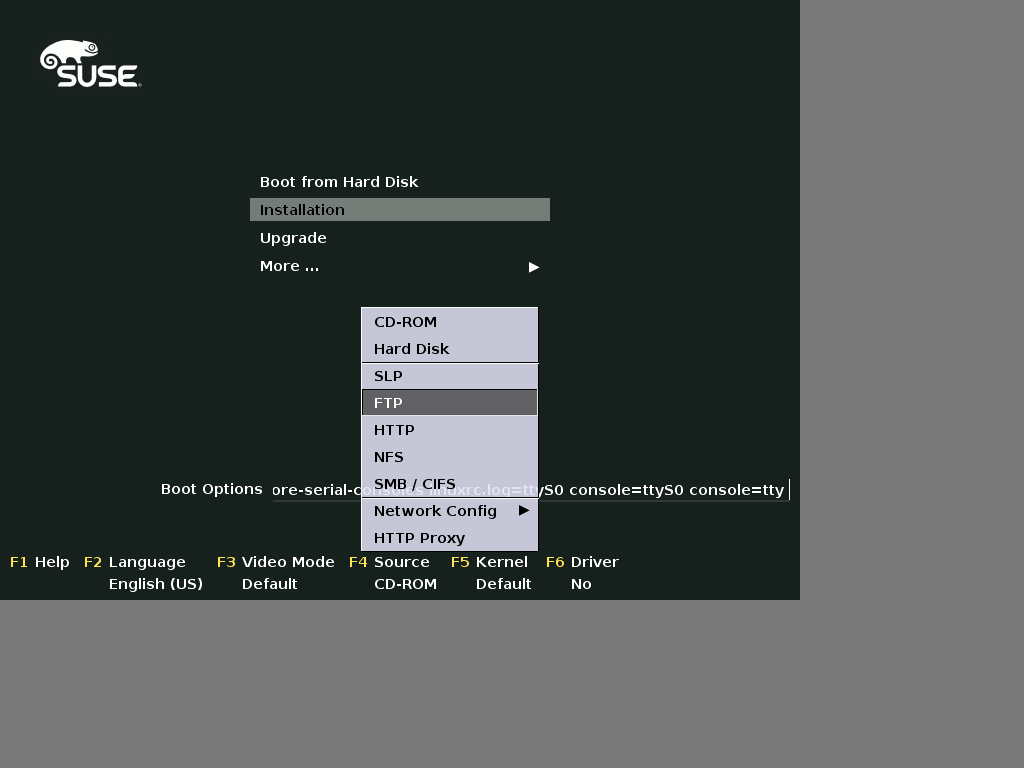 SUSE
Boot from Hard Disk
Installation
Upgrade
More ...
CD-ROM
Hard Disk
SLP
FTP
HTTP
NFS
SMB / CIFS
Network Config
HTTP Proxy
Boot Options ore-serial-consoles linuxrc.log=ttyS0 console=ttyS0 console=tty
F1 Help F2 Language F3 Video Mode F4 Source F5 Kernel F6 Driver
English (US) Default CD-ROM Default No